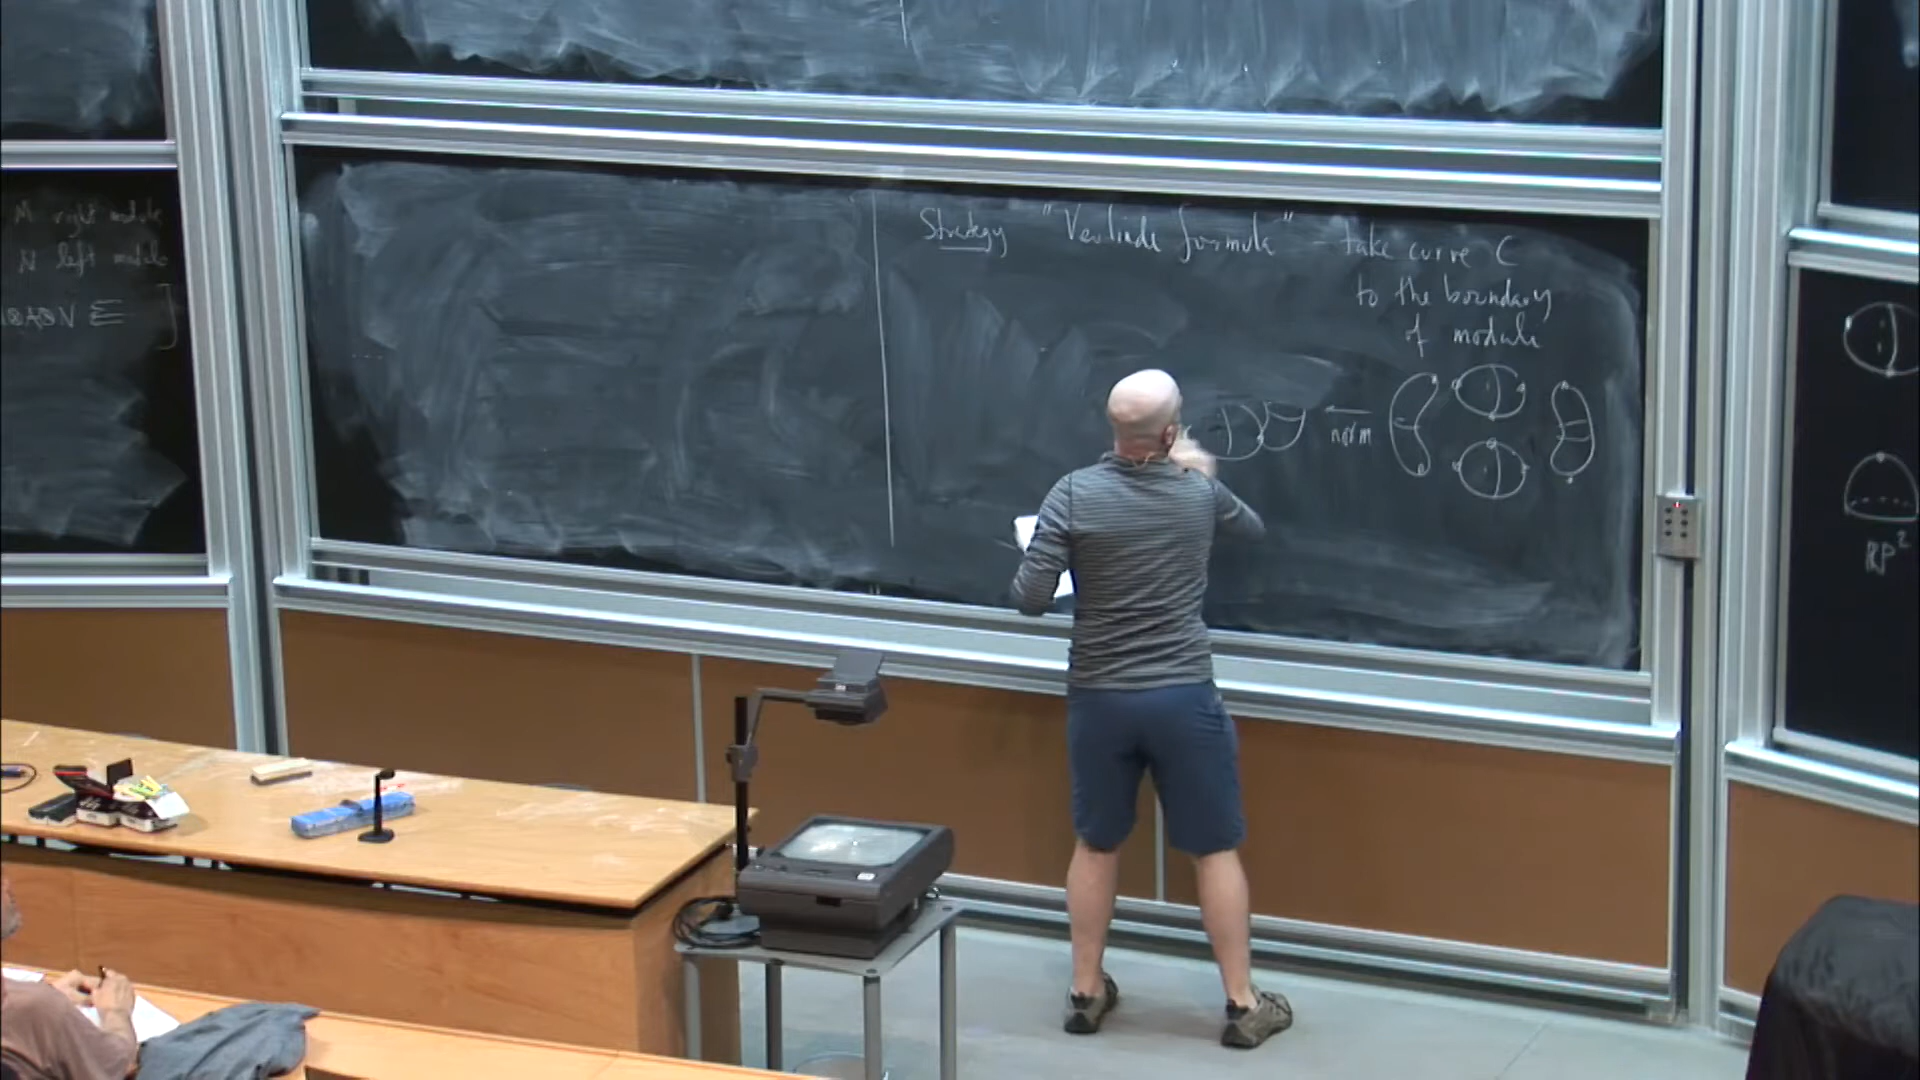 M right module
N left module
Strategy "Verlinde formula" - take curve C
to the boundary
of moduli
norm
RP²